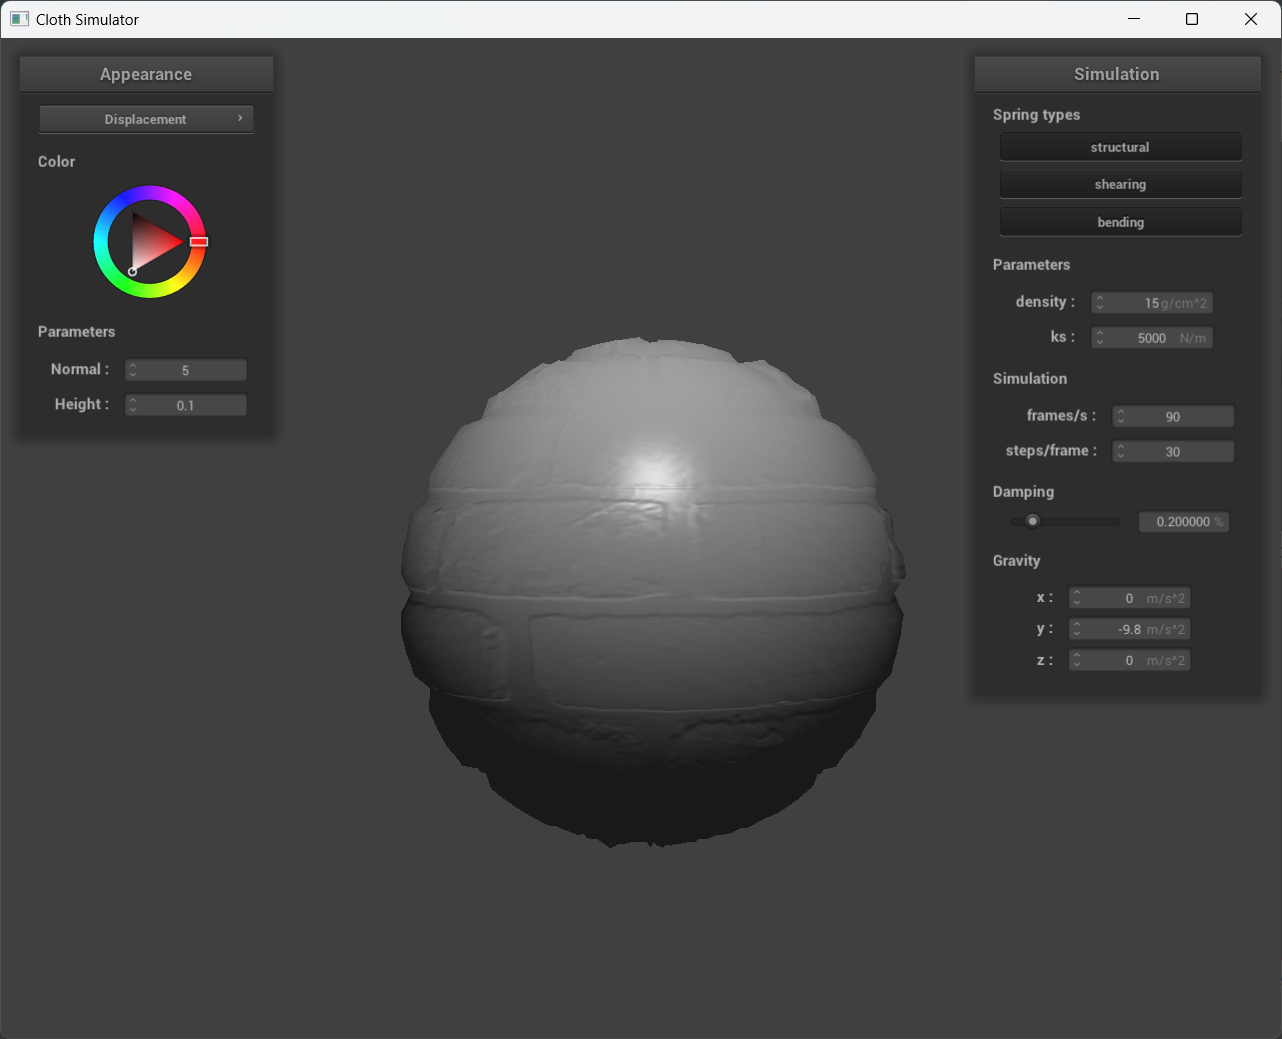 Cloth Simulator
Appearance
Displacement ›
Color
Parameters
Normal : 5
Height : 0.1
Simulation
Spring types
structural
shearing
bending
Parameters
density : 15 g/cm^2
ks : 5000 N/m
Simulation
frames/s : 90
steps/frame : 30
Damping
0.200000 %
Gravity
x : 0 m/s^2
y : -9.8 m/s^2
z : 0 m/s^2